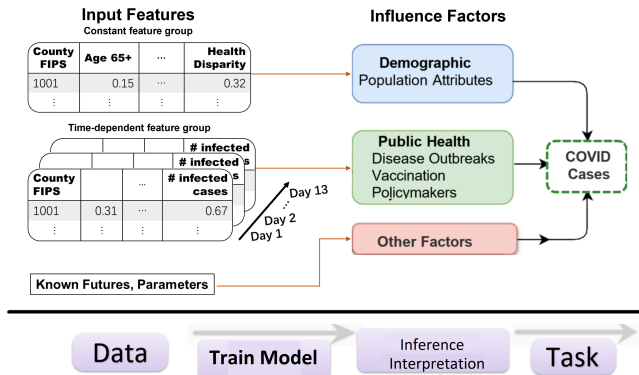 Input Features
Constant feature group
County FIPS Age 65+ ... Health Disparity
1001 0.15 ... 0.32
⋮ ⋮ ⋮
Time-dependent feature group
# infected
# infected
s
County FIPS ... # infected cases
1001 0.31 ... 0.67
⋮ ⋮ ⋮
Day 1
Day 2
...
Day 13
Known Futures, Parameters
Influence Factors
Demographic
Population Attributes
Public Health
Disease Outbreaks
Vaccination
Policymakers
Other Factors
COVID
Cases
Data
Train Model
Inference
Interpretation
Task